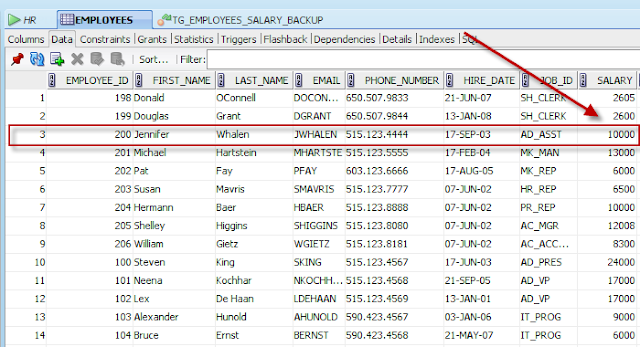 HR EMPLOYEES TG_EMPLOYEES_SALARY_BACKUP
Columns Data Constraints Grants Statistics Triggers Flashback Dependencies Details Indexes SQL
Sort... Filter:
EMPLOYEE_ID FIRST_NAME LAST_NAME EMAIL PHONE_NUMBER HIRE_DATE JOB_ID SALARY
1 198 Donald OConnell DOCON... 650.507.9833 21-JUN-07 SH_CLERK 2605
2 199 Douglas Grant DGRANT 650.507.9844 13-JAN-08 SH_CLERK 2600
3 200 Jennifer Whalen JWHALEN 515.123.4444 17-SEP-03 AD_ASST 10000
4 201 Michael Hartstein MHARTSTE 515.123.5555 17-FEB-04 MK_MAN 13000
5 202 Pat Fay PFAY 603.123.6666 17-AUG-05 MK_REP 6000
6 203 Susan Mavris SMAVRIS 515.123.7777 07-JUN-02 HR_REP 6500
7 204 Hermann Baer HBAER 515.123.8888 07-JUN-02 PR_REP 10000
8 205 Shelley Higgins SHIGGINS 515.123.8080 07-JUN-02 AC_MGR 12008
9 206 William Gietz WGIETZ 515.123.8181 07-JUN-02 AC_ACC... 8300
10 100 Steven King SKING 515.123.4567 17-JUN-03 AD_PRES 24000
11 101 Neena Kochhar NKOCHH... 515.123.4568 21-SEP-05 AD_VP 17000
12 102 Lex De Haan LDEHAAN 515.123.4569 13-JAN-01 AD_VP 17000
13 103 Alexander Hunold AHUNOLD 590.423.4567 03-JAN-06 IT_PROG 9000
14 104 Bruce Ernst BERNST 590.423.4568 21-MAY-07 IT_PROG 6000